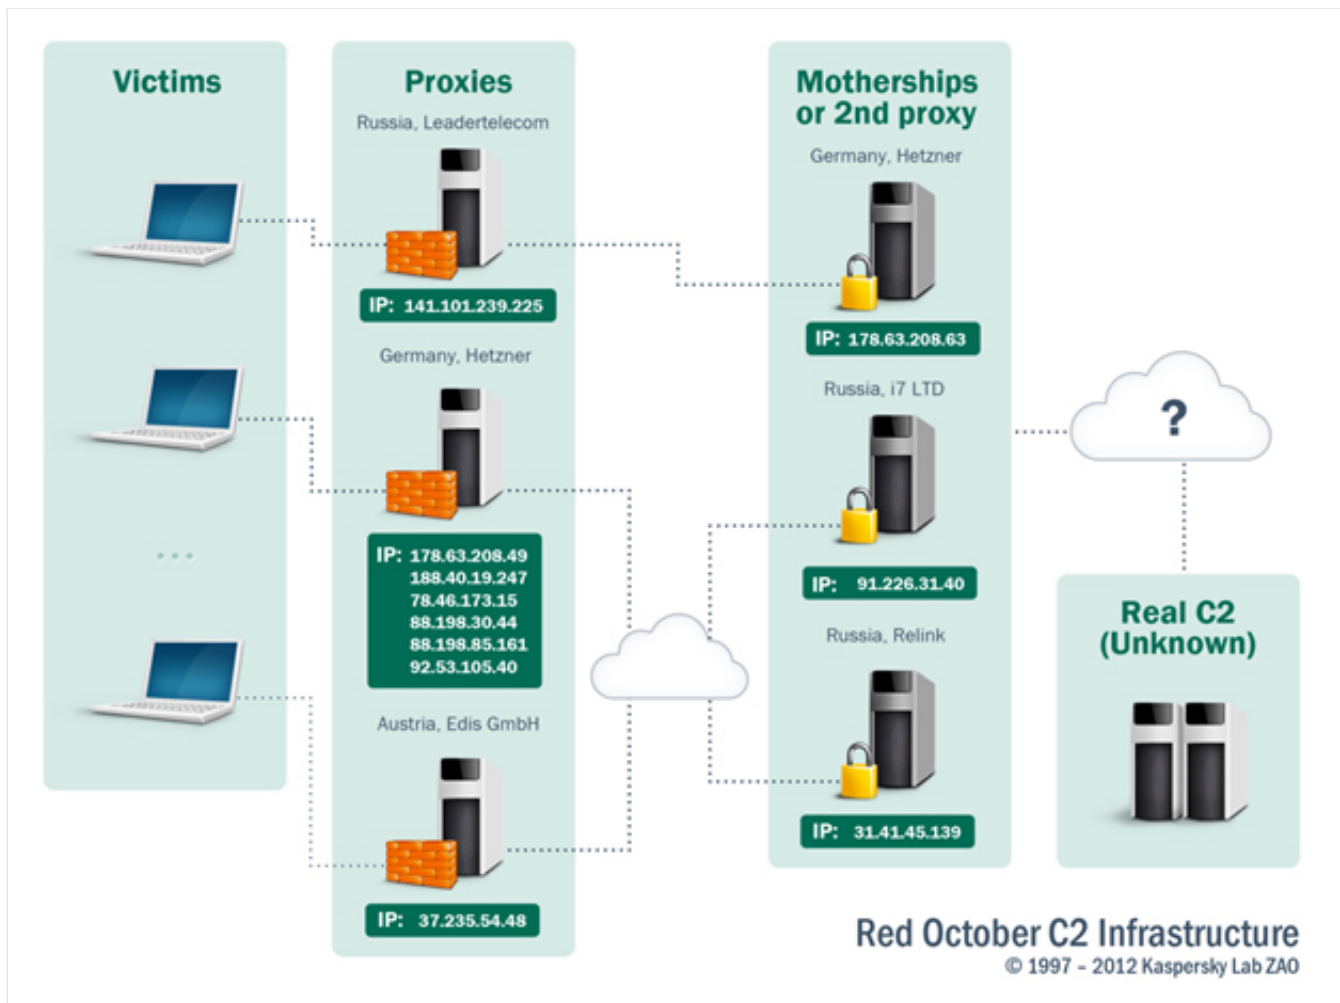 Victims
...
Proxies
Russia, Leadertelecom
IP: 141.101.239.225
Germany, Hetzner
IP: 178.63.208.49
188.40.19.247
78.46.173.15
88.198.30.44
88.198.85.161
92.53.105.40
Austria, Edis GmbH
IP: 37.235.54.48
Motherships
or 2nd proxy
Germany, Hetzner
IP: 178.63.208.63
Russia, i7 LTD
IP: 91.226.31.40
Russia, Relink
IP: 31.41.45.139
?
Real C2
(Unknown)
Red October C2 Infrastructure
© 1997 – 2012 Kaspersky Lab ZAO